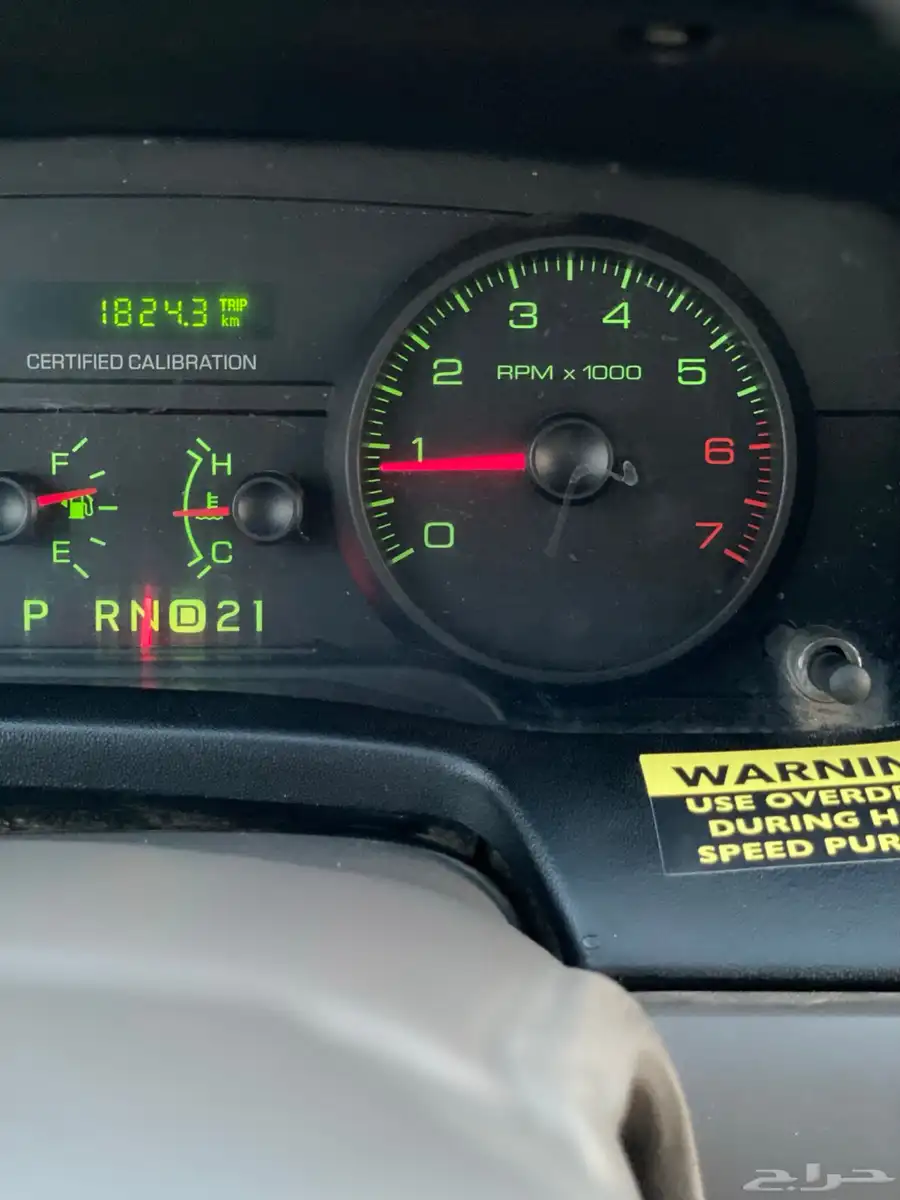 1824.3 TRIP km
CERTIFIED CALIBRATION
F
E
H
C
P RND21
0
1
2
3
4
5
6
7
RPM x 1000
WARNIN
USE OVERD
DURING H
SPEED PUR
حراج